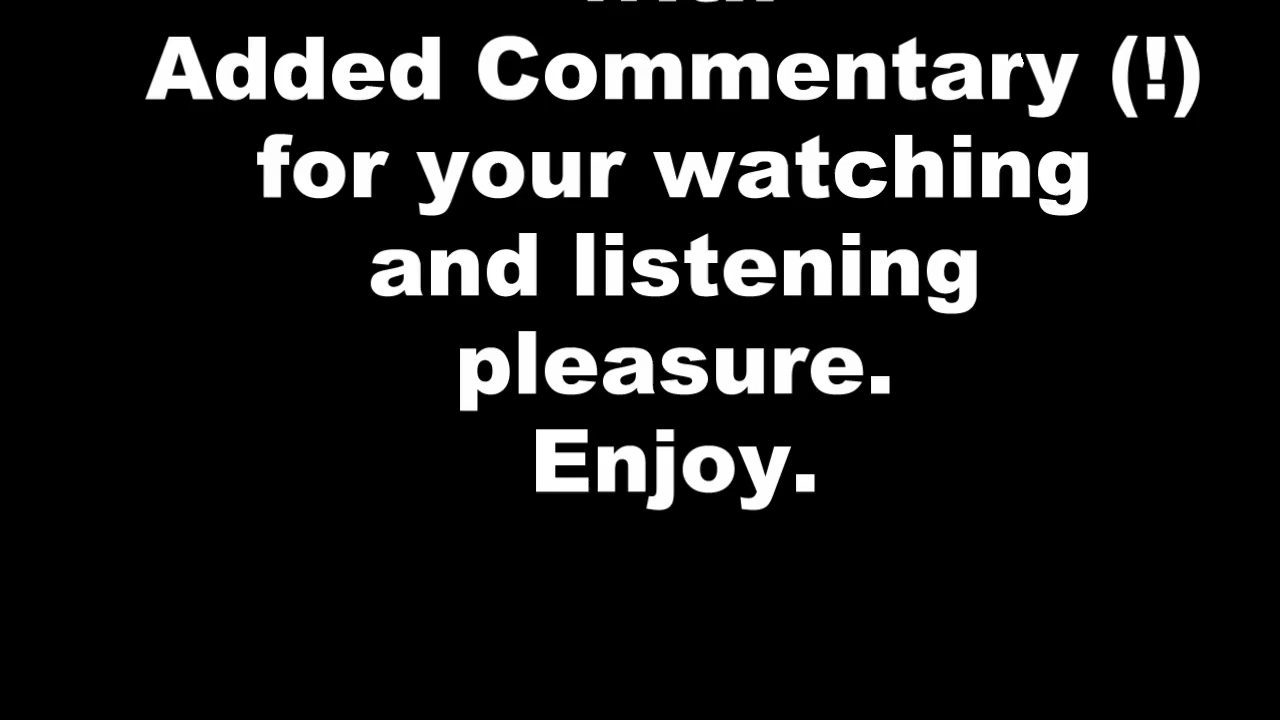 Added Commentary (!)
for your watching
and listening
pleasure.
Enjoy.